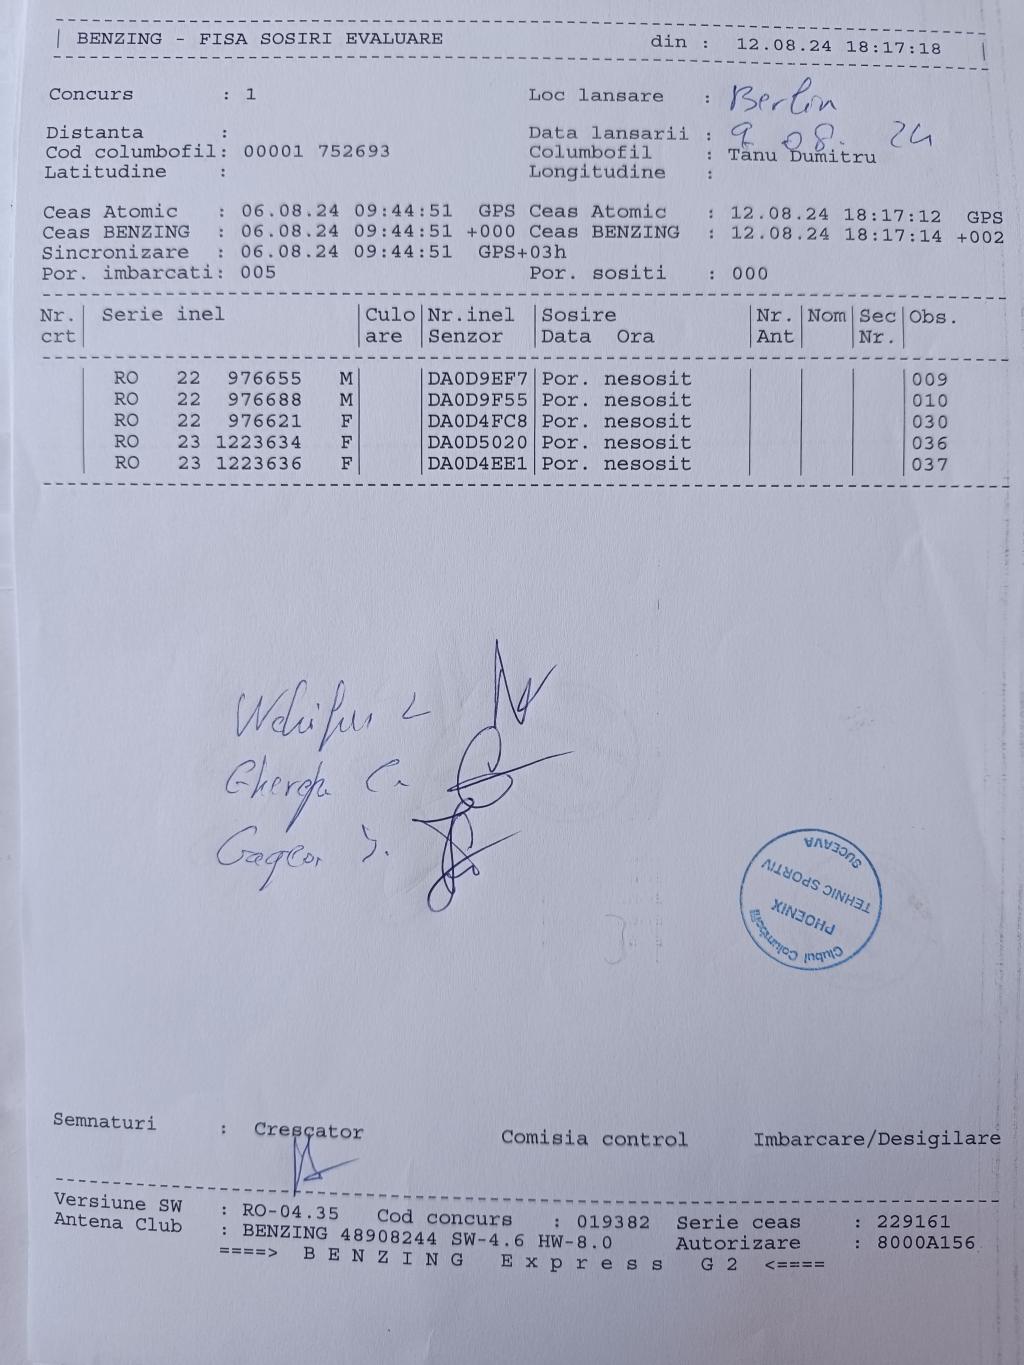 | BENZING - FISA SOSIRI EVALUARE din : 12.08.24 18:17:18 |
Concurs : 1 Loc lansare : Berlin
Distanta : Data lansarii : 9 08. 24
Cod columbofil: 00001 752693 Columbofil : Tanu Dumitru
Latitudine : Longitudine :
Ceas Atomic : 06.08.24 09:44:51 GPS Ceas Atomic : 12.08.24 18:17:12 GPS
Ceas BENZING : 06.08.24 09:44:51 +000 Ceas BENZING : 12.08.24 18:17:14 +002
Sincronizare : 06.08.24 09:44:51 GPS+03h
Por. imbarcati: 005 Por. sositi : 000
Nr. | Serie inel | Culo | Nr.inel | Sosire | Nr. | Nom | Sec | Obs.
crt | | are | Senzor | Data Ora | Ant | | Nr. |
RO 22 976655 M | | DA0D9EF7 | Por. nesosit | | | | 009
RO 22 976688 M | | DA0D9F55 | Por. nesosit | | | | 010
RO 22 976621 F | | DA0D4FC8 | Por. nesosit | | | | 030
RO 23 1223634 F | | DA0D5020 | Por. nesosit | | | | 036
RO 23 1223636 F | | DA0D4EE1 | Por. nesosit | | | | 037
Clubul Columbofil
PHOENIX
TEHNIC SPORTIV
SUCEAVA
Semnaturi : Crescator Comisia control Imbarcare/Desigilare
Versiune SW : RO-04.35 Cod concurs : 019382 Serie ceas : 229161
Antena Club : BENZING 48908244 SW-4.6 HW-8.0 Autorizare : 8000A156
====> B E N Z I N G E x p r e s s G 2 <====